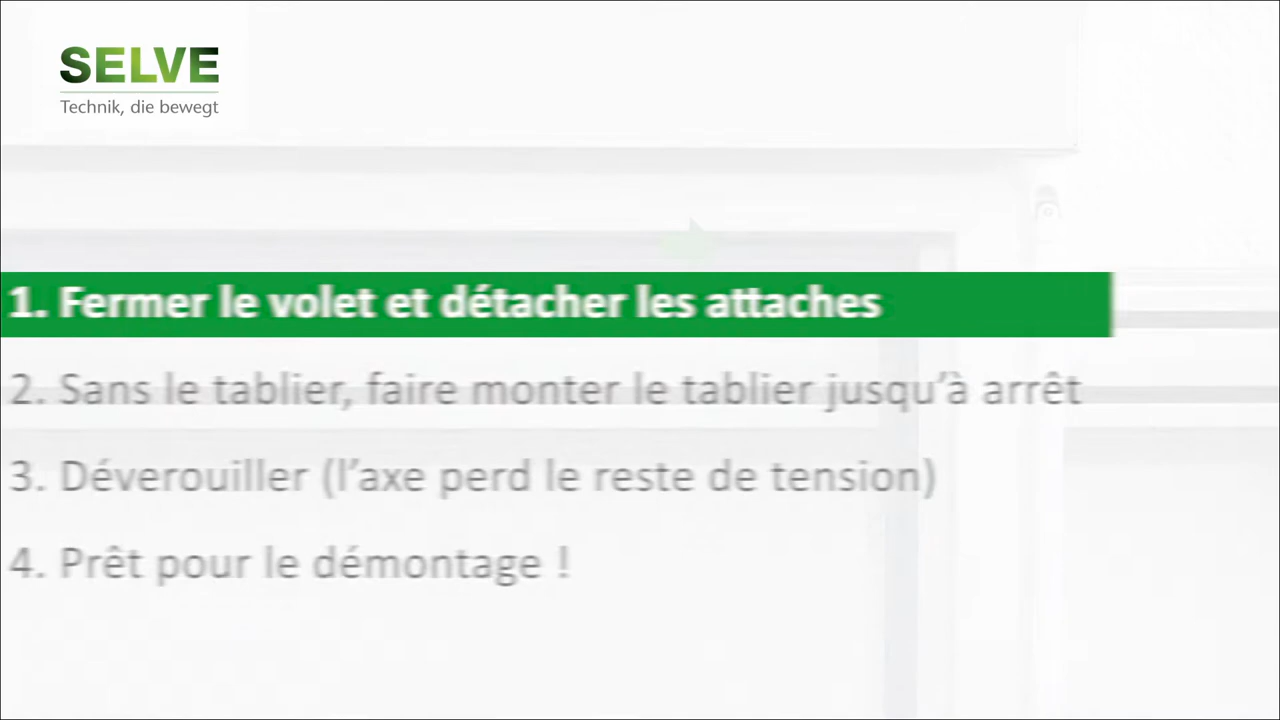 SELVE
Technik, die bewegt
1. Fermer le volet et détacher les attaches
2. Sans le tablier, faire monter le tablier jusqu’à arrêt
3. Déverouiller (l’axe perd le reste de tension)
4. Prêt pour le démontage !